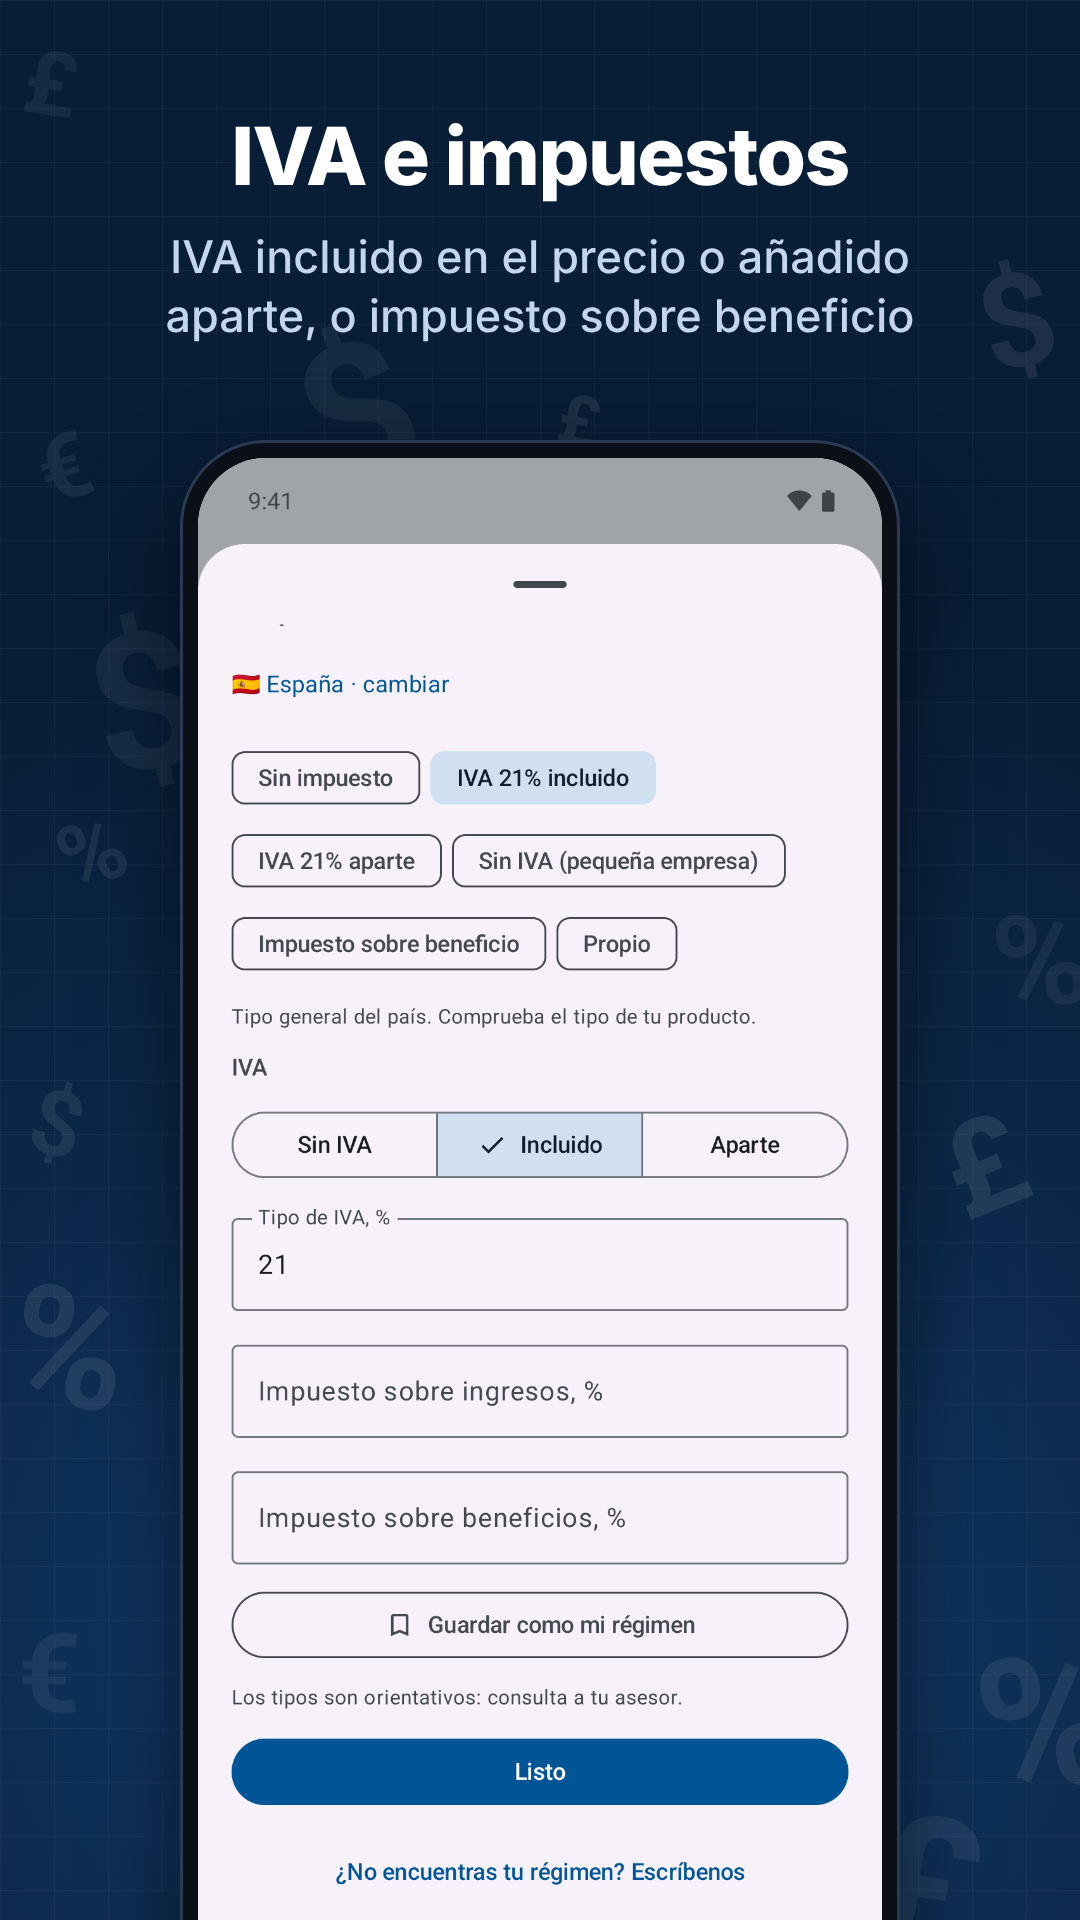 IVA e impuestos
IVA incluido en el precio o añadido
aparte, o impuesto sobre beneficio
9:41
España · cambiar
Sin impuesto
IVA 21% incluido
IVA 21% aparte
Sin IVA (pequeña empresa)
Impuesto sobre beneficio
Propio
Tipo general del país. Comprueba el tipo de tu producto.
IVA
Sin IVA
Incluido
Aparte
Tipo de IVA, %
21
Impuesto sobre ingresos, %
Impuesto sobre beneficios, %
Guardar como mi régimen
Los tipos son orientativos: consulta a tu asesor.
Listo
¿No encuentras tu régimen? Escríbenos